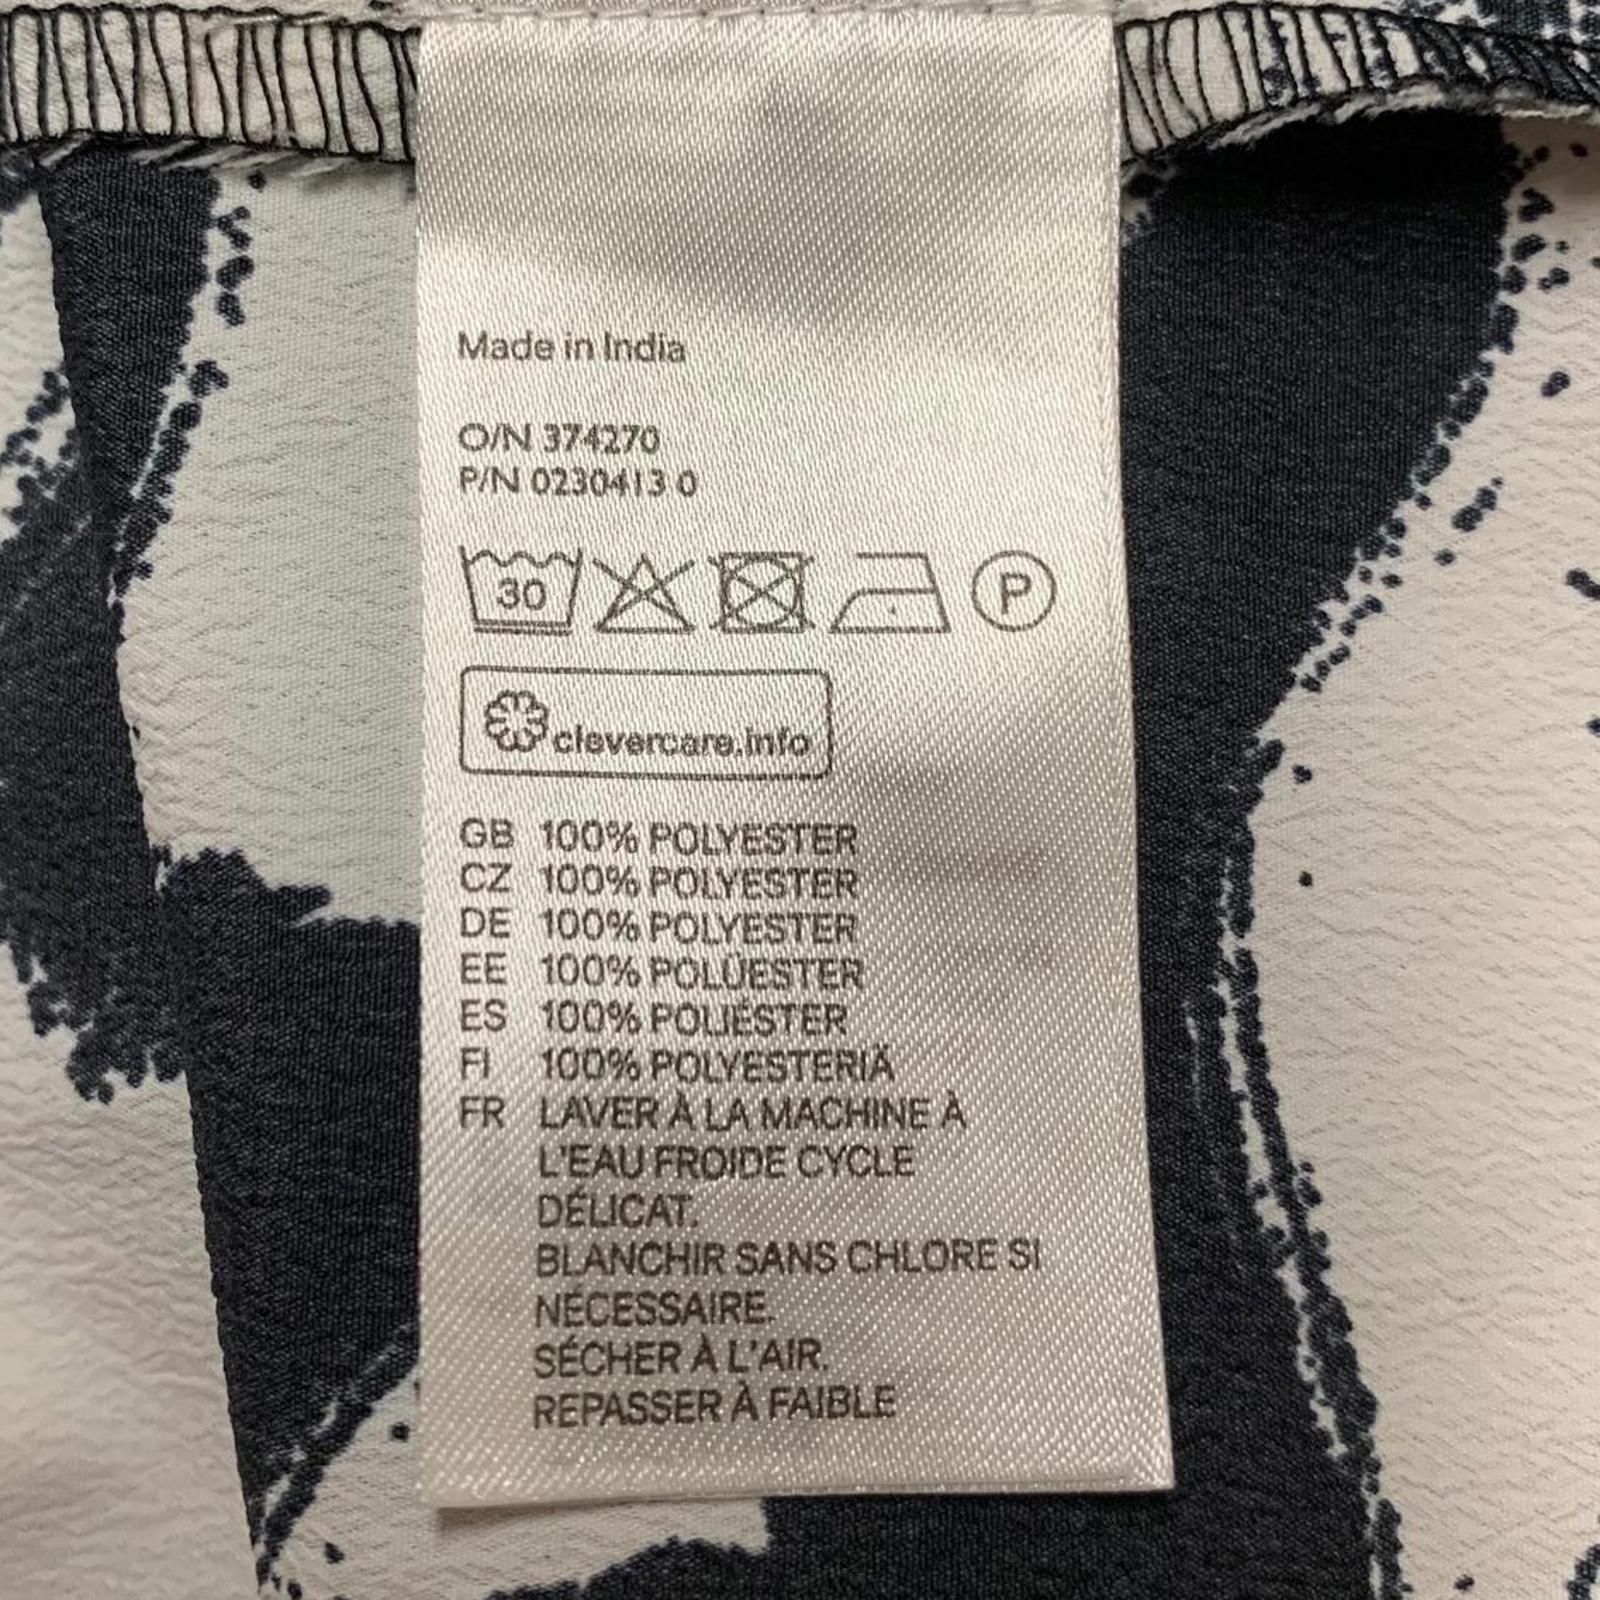 Made in India
O/N 374270
P/N 0230413 0
30 P
clevercare.info
GB 100% POLYESTER
CZ 100% POLYESTER
DE 100% POLYESTER
EE 100% POLÜESTER
ES 100% POLIÉSTER
FI 100% POLYESTERIÄ
FR LAVER À LA MACHINE À
L'EAU FROIDE CYCLE
DÉLICAT.
BLANCHIR SANS CHLORE SI
NÉCESSAIRE.
SÉCHER À L'AIR.
REPASSER À FAIBLE